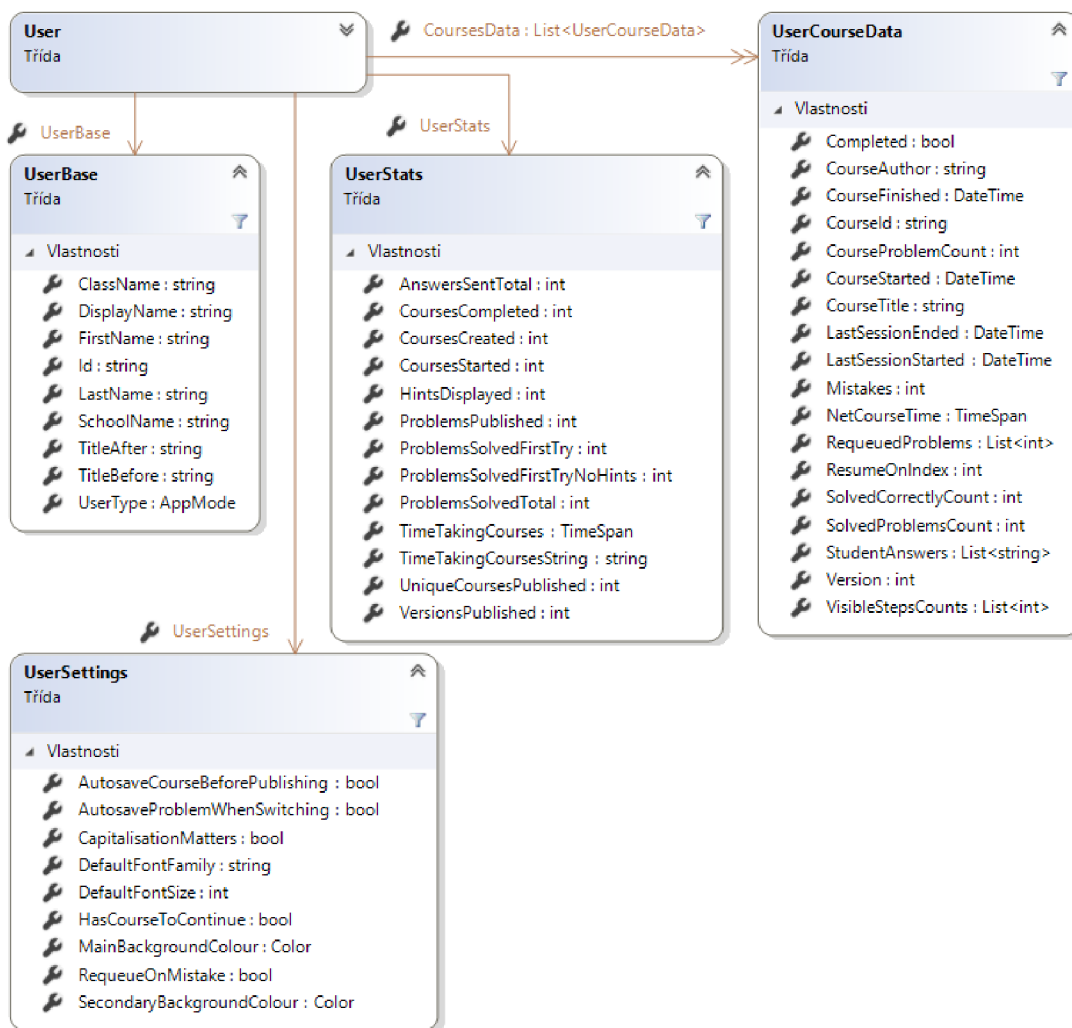 User
Třída
CoursesData : List<UserCourseData>
UserBase
UserStats
UserSettings
UserBase
Třída
Vlastnosti
ClassName : string
DisplayName : string
FirstName : string
Id : string
LastName : string
SchoolName : string
TitleAfter : string
TitleBefore : string
UserType : AppMode
UserStats
Třída
Vlastnosti
AnswersSentTotal : int
CoursesCompleted : int
CoursesCreated : int
CoursesStarted : int
HintsDisplayed : int
ProblemsPublished : int
ProblemsSolvedFirstTry : int
ProblemsSolvedFirstTryNoHints : int
ProblemsSolvedTotal : int
TimeTakingCourses : TimeSpan
TimeTakingCoursesString : string
UniqueCoursesPublished : int
VersionsPublished : int
UserCourseData
Třída
Vlastnosti
Completed : bool
CourseAuthor : string
CourseFinished : DateTime
CourseId : string
CourseProblemCount : int
CourseStarted : DateTime
CourseTitle : string
LastSessionEnded : DateTime
LastSessionStarted : DateTime
Mistakes : int
NetCourseTime : TimeSpan
RequeuedProblems : List<int>
ResumeOnIndex : int
SolvedCorrectlyCount : int
SolvedProblemsCount : int
StudentAnswers : List<string>
Version : int
VisibleStepsCounts : List<int>
UserSettings
Třída
Vlastnosti
AutosaveCourseBeforePublishing : bool
AutosaveProblemWhenSwitching : bool
CapitalisationMatters : bool
DefaultFontFamily : string
DefaultFontSize : int
HasCourseToContinue : bool
MainBackgroundColour : Color
RequeueOnMistake : bool
SecondaryBackgroundColour : Color